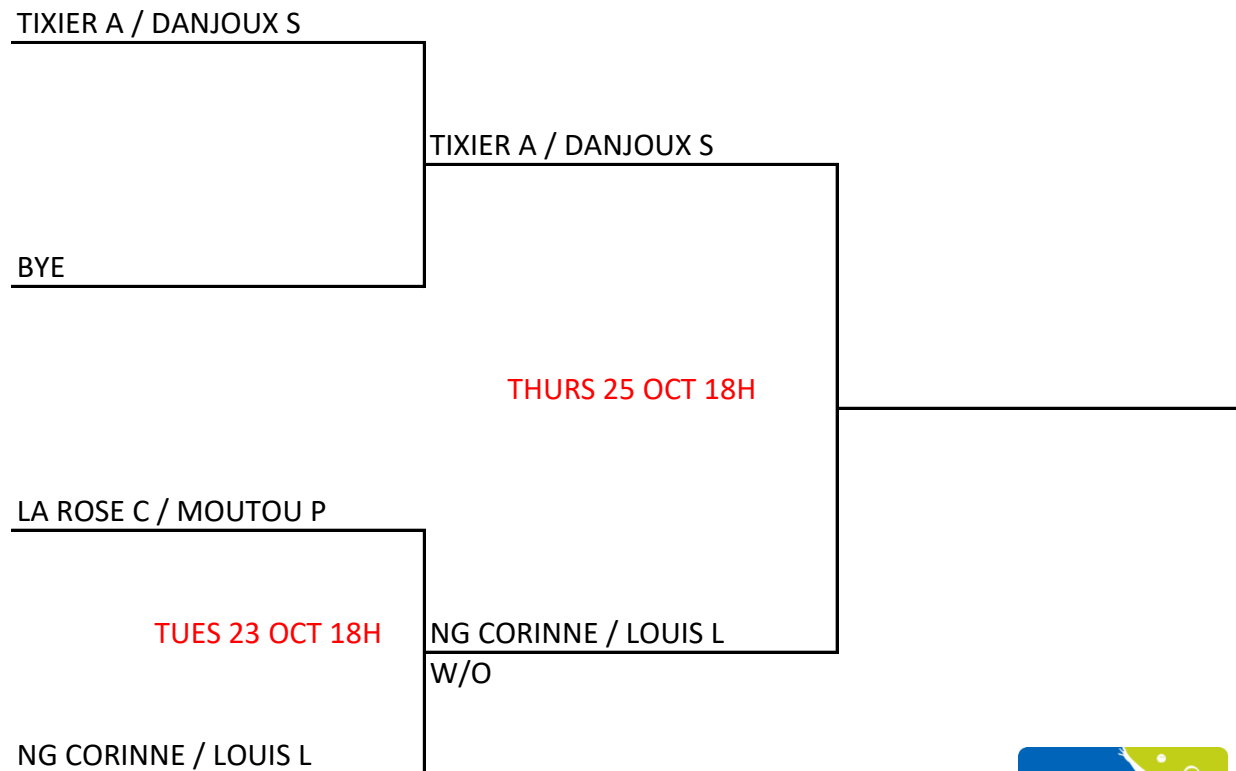 TIXIER A / DANJOUX S
TIXIER A / DANJOUX S
BYE
THURS 25 OCT 18H
LA ROSE C / MOUTOU P
TUES 23 OCT 18H
NG CORINNE / LOUIS L
W/O
NG CORINNE / LOUIS L